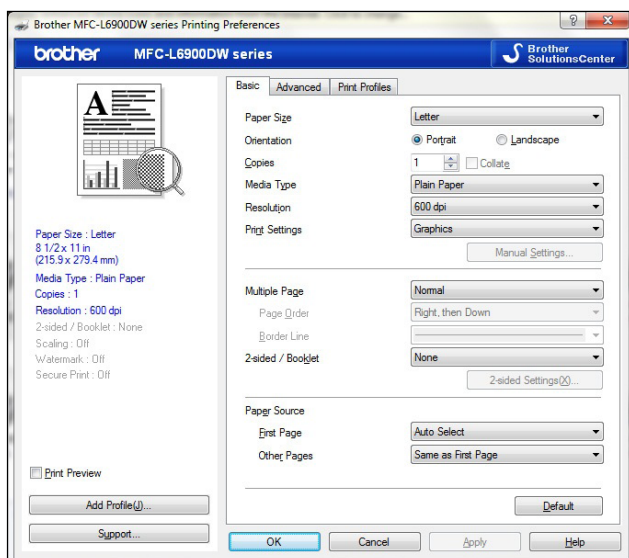 Brother MFC-L6900DW series Printing Preferences
brother MFC-L6900DW series Brother SolutionsCenter
Basic Advanced Print Profiles
A
Paper Size Letter
Orientation Portrait Landscape
Copies 1 Collate
Media Type Plain Paper
Resolution 600 dpi
Print Settings Graphics
Manual Settings...
Multiple Page Normal
Page Order Right, then Down
Border Line
2-sided / Booklet None
2-sided Settings(X)...
Paper Source
First Page Auto Select
Other Pages Same as First Page
Default
Paper Size : Letter
8 1/2 x 11 in
(215.9 x 279.4 mm)
Media Type : Plain Paper
Copies : 1
Resolution : 600 dpi
2-sided / Booklet : None
Scaling : Off
Watermark : Off
Secure Print : Off
Print Preview
Add Profile(J)...
Support...
OK Cancel Apply Help